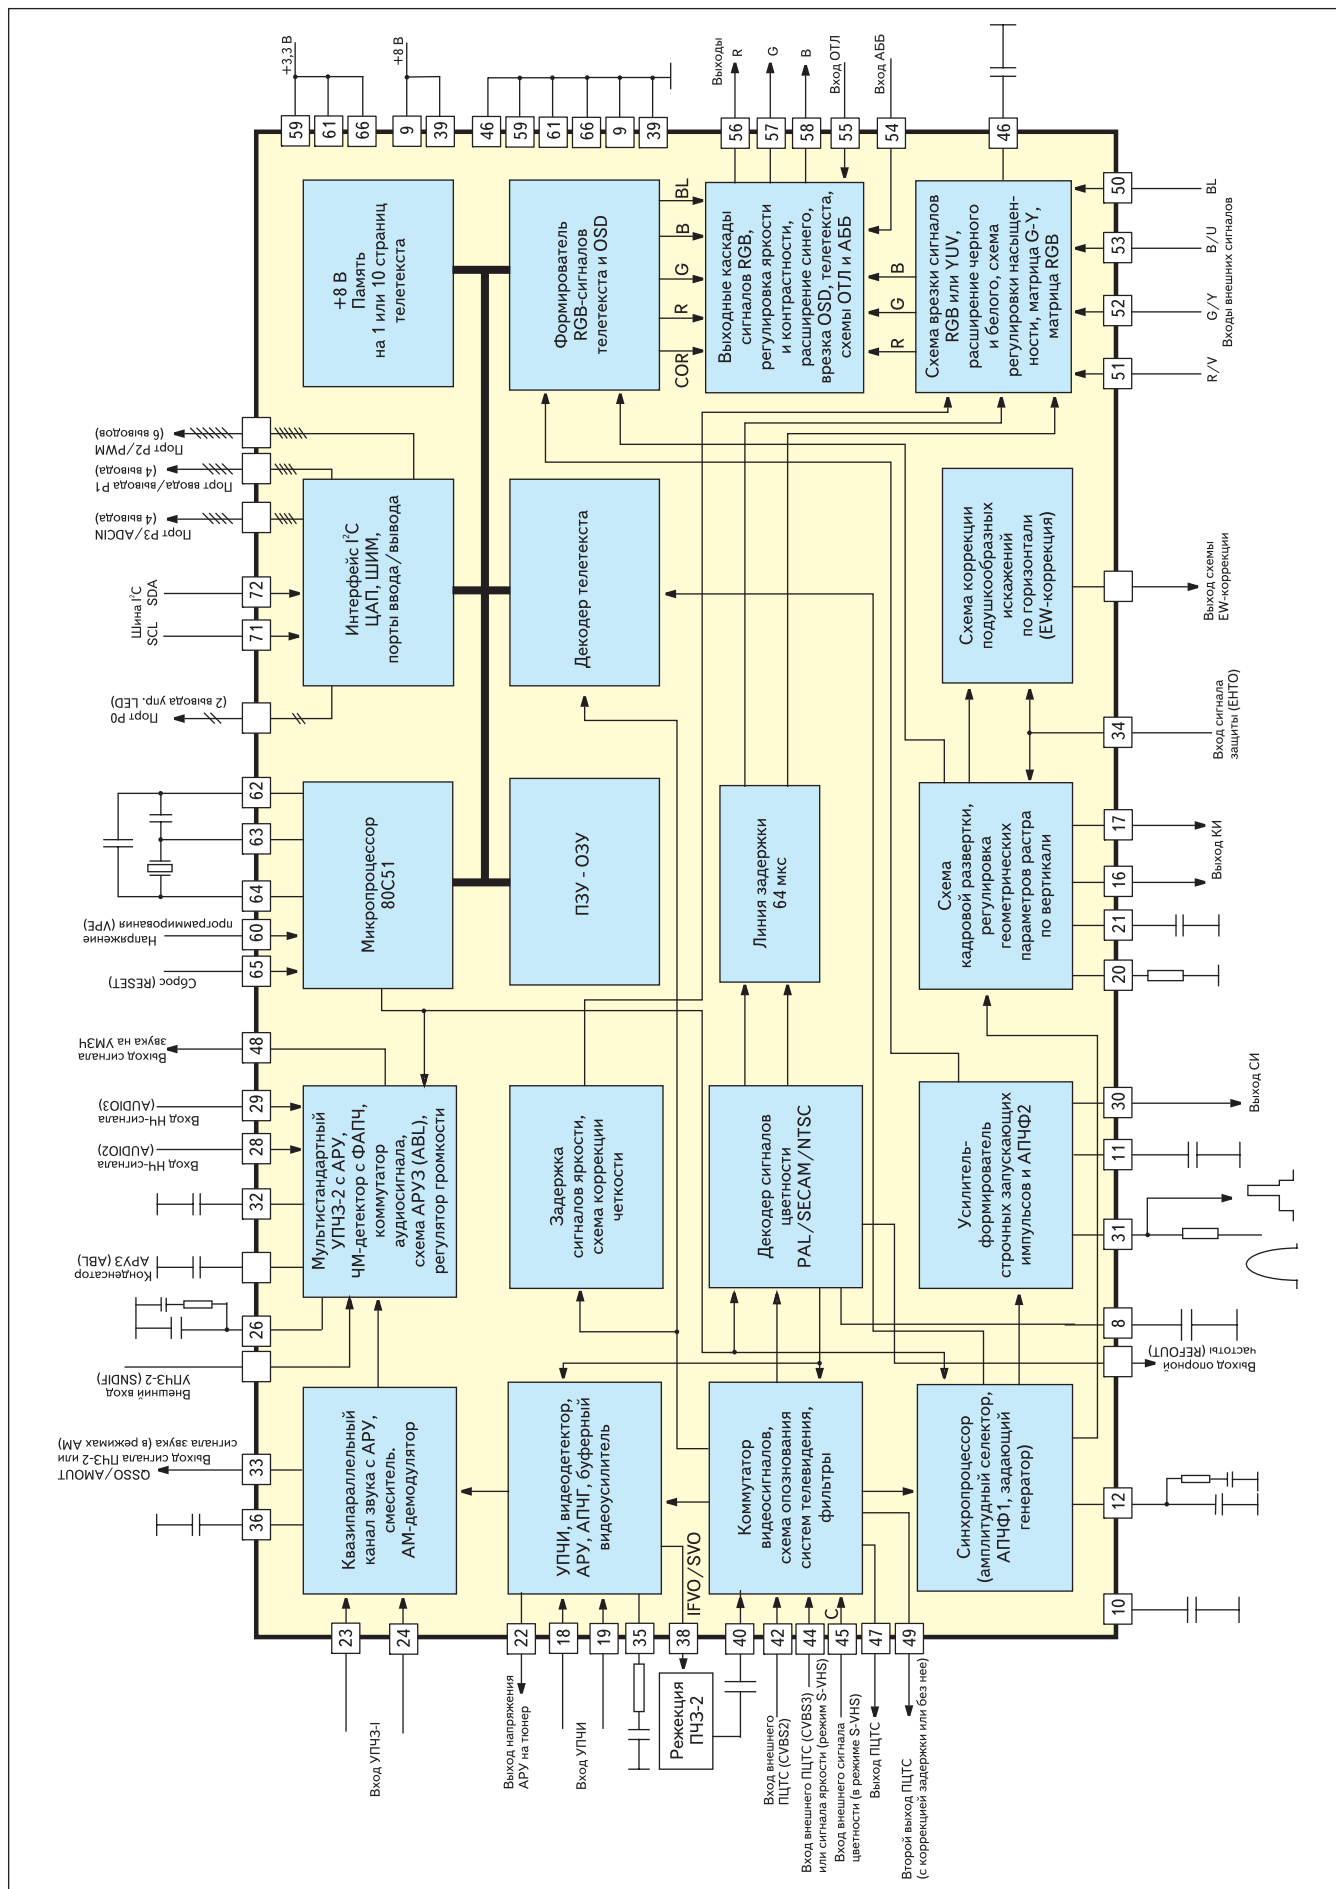 QSSO/AMOUT
Выход сигнала ПЧЗ-2 или
сигнала звука (в режимах АМ)
Внешний вход
УПЧЗ-2 (SNDIF)
Конденсатор
АРУЗ (ABL)
Вход НЧ-сигнала
(AUDIO2)
Вход НЧ-сигнала
(AUDIO3)
Выход сигнала
звука на УМЗЧ
Сброс (RESET)
Напряжение
программирования (VPE)
Порт P0
(2 вывода упр. LED)
Шина I²C
SCL
SDA
Порт P3/ADCIN
(4 вывода)
Порт ввода/вывода P1
(4 вывода)
Порт P2/PWM
(6 выводов)
36
33
26
32
28
29
48
65
60
64
63
62
71
72
Вход УПЧЗ-I
23
24
Квазипараллельный
канал звука с АРУ,
смеситель.
АМ-демодулятор
Мультистандартный
УПЧЗ-2 с АРУ,
ЧМ-детектор с ФАПЧ,
коммутатор
аудиосигнала,
схема АРУЗ (ABL),
регулятор громкости
Микропроцессор
80C51
Интерфейс I²C
ЦАП, ШИМ,
порты ввода/вывода
+8 В
Память
на 1 или 10 страниц
телетекста
59
61
66
+3,3 В
9
39
+8 В
Выход напряжения
АРУ на тюнер
Вход УПЧИ
22
18
19
35
38
IFVO/SVO
Режекция
ПЧЗ-2
УПЧИ, видеодетектор,
АРУ, АПЧГ, буферный
видеоусилитель
Задержка
сигналов яркости,
схема коррекции
четкости
ПЗУ - ОЗУ
Декодер телетекста
Формирователь
RGB-сигналов
телетекста и OSD
46
59
61
66
9
39
COR
R
G
B
BL
Вход внешнего
ПЦТС (CVBS2)
Вход внешнего ПЦТС (CVBS3)
или сигнала яркости (режим S-VHS)
Вход внешнего сигнала
цветности (в режиме S-VHS)
Выход ПЦТС
Второй выход ПЦТС
(с коррекцией задержки или без нее)
40
42
44
45
C
47
49
Коммутатор
видеосигналов,
схема опознования
систем телевидения,
фильтры
Декодер сигналов
цветности
PAL/SECAM/NTSC
Линия задержки
64 мкс
Выходные каскады
сигналов RGB,
регулировка яркости
и контрастности,
расширение синего,
врезка OSD, телетекста,
схемы ОТЛ и АББ
56
57
58
55
54
Выходы
R
G
B
Вход ОТЛ
Вход АББ
R
G
B
Синхропроцессор
(амплитудный селектор,
АПЧФ1, задающий
генератор)
Усилитель-
формирователь
строчных запускающих
импульсов и АПЧФ2
Схема
кадровой развертки,
регулировка
геометрических
параметров растра
по вертикали
Схема коррекции
подушкообразных
искажений
по горизонтали
(EW-коррекция)
Схема врезки сигналов
RGB или YUV,
расширение черного
и белого, схема
регулировки насыщен-
ности, матрица G-Y,
матрица RGB
46
10
12
8
31
11
30
20
21
16
17
34
51
52
53
50
Выход опорной
частоты (REFOUT)
Выход СИ
Выход КИ
Вход сигнала
защиты (EHTO)
Выход схемы
EW-коррекции
R/V
G/Y
B/U
BL
Входы внешних сигналов